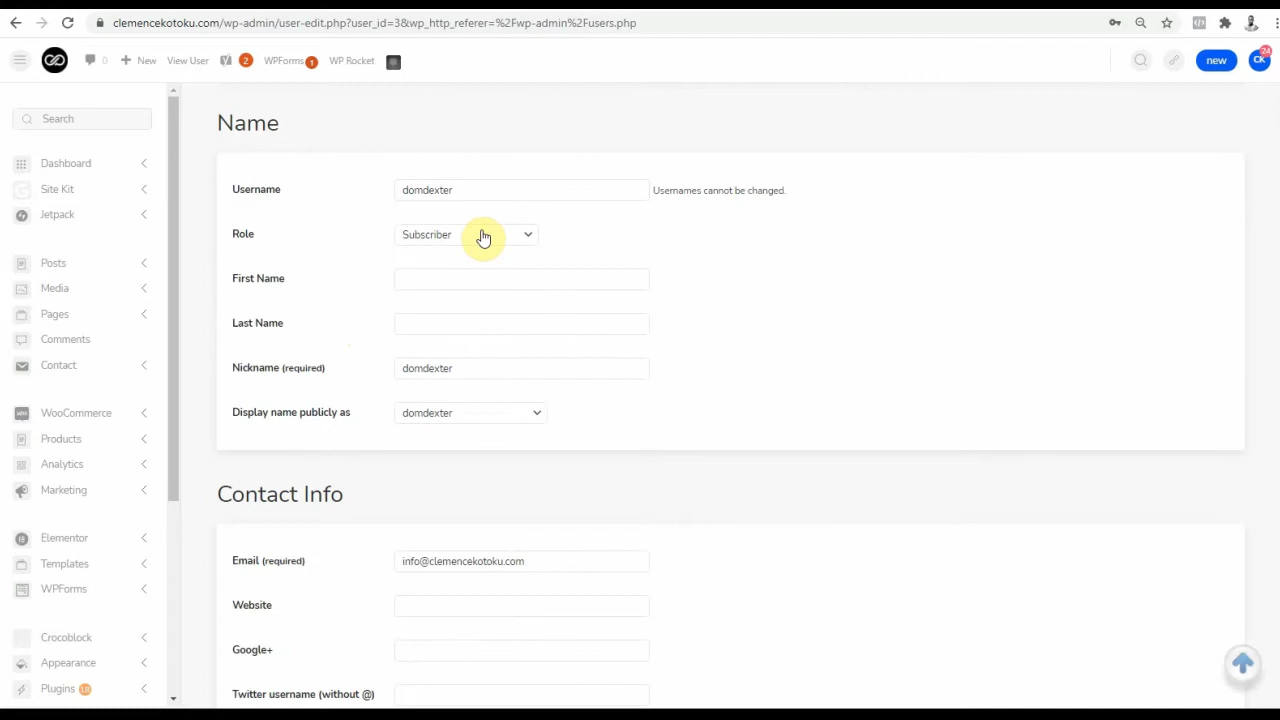 clemencekotoku.com/wp-admin/user-edit.php?user_id=3&wp_http_referer=%2Fwp-admin%2Fusers.php
0 New View User 2 WPForms 1 WP Rocket new CK 24
Search
Dashboard
Site Kit
Jetpack
Posts
Media
Pages
Comments
Contact
WooCommerce
Products
Analytics
Marketing
Elementor
Templates
WPForms
Crocoblock
Appearance
Plugins 18
Name
Username domdexter Usernames cannot be changed.
Role Subscriber
First Name
Last Name
Nickname (required) domdexter
Display name publicly as domdexter
Contact Info
Email (required) info@clemencekotoku.com
Website
Google+
Twitter username (without @)